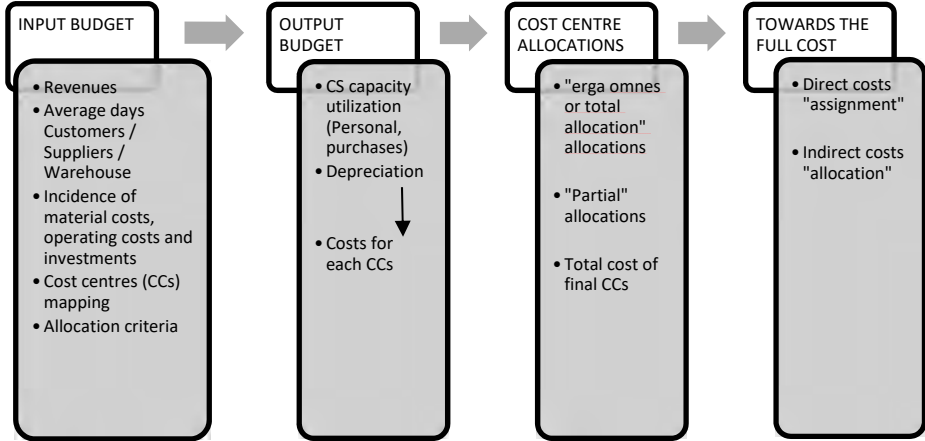 INPUT BUDGET
• Revenues
• Average days
Customers /
Suppliers /
Warehouse
• Incidence of
material costs,
operating costs and
investments
• Cost centres (CCs)
mapping
• Allocation criteria
OUTPUT
BUDGET
• CS capacity
utilization
(Personal,
purchases)
• Depreciation
• Costs for
each CCs
COST CENTRE
ALLOCATIONS
• "erga omnes
or total
allocation"
allocations
• "Partial"
allocations
• Total cost of
final CCs
TOWARDS THE
FULL COST
• Direct costs
"assignment"
• Indirect costs
"allocation"